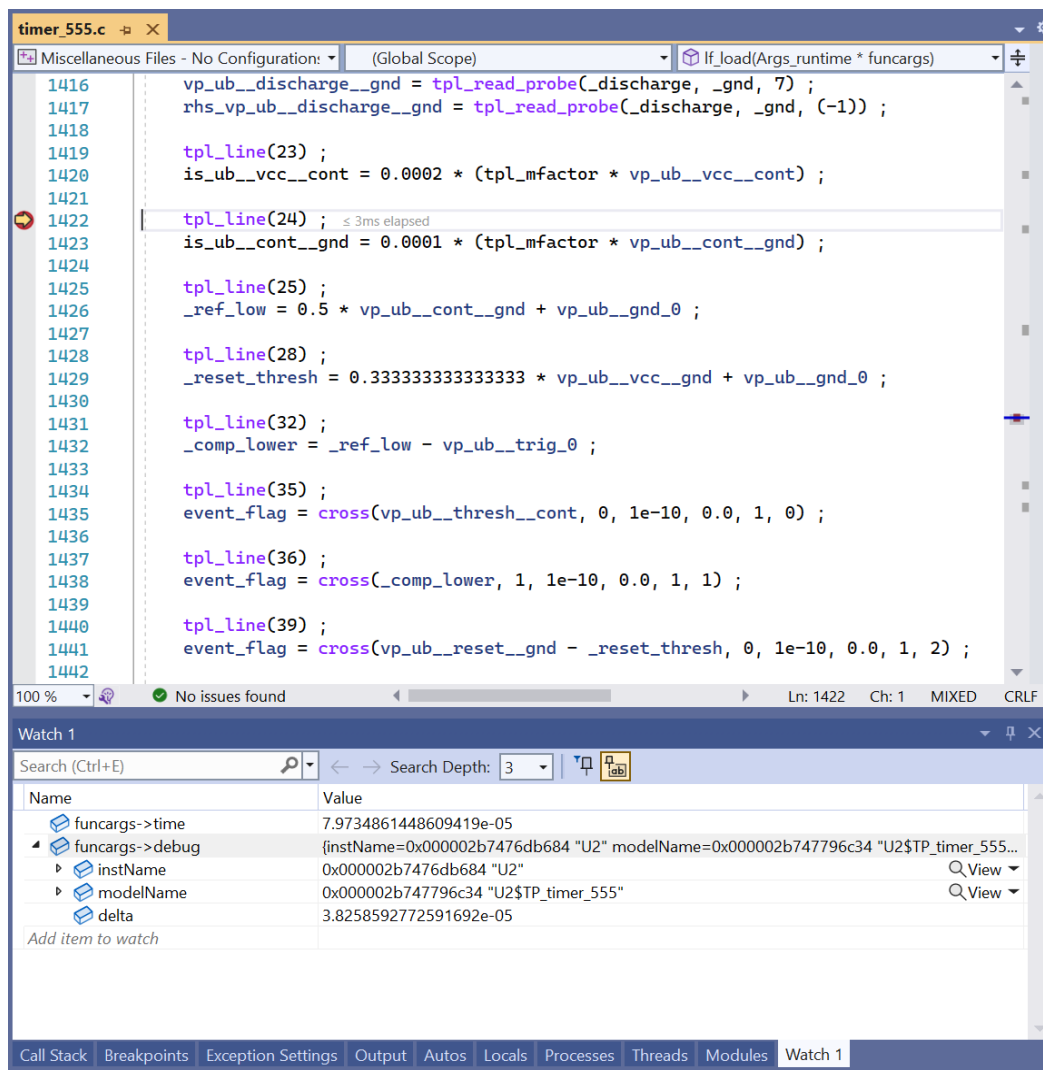 timer_555.c
Miscellaneous Files - No Configurations (Global Scope) lf_load(Args_runtime * funcargs)
1416 vp_ub__discharge__gnd = tpl_read_probe(_discharge, _gnd, 7) ;
1417 rhs_vp_ub__discharge__gnd = tpl_read_probe(_discharge, _gnd, (-1)) ;
1418
1419 tpl_line(23) ;
1420 is_ub__vcc__cont = 0.0002 * (tpl_mfactor * vp_ub__vcc__cont) ;
1421
1422 tpl_line(24) ; ≤ 3ms elapsed
1423 is_ub__cont__gnd = 0.0001 * (tpl_mfactor * vp_ub__cont__gnd) ;
1424
1425 tpl_line(25) ;
1426 _ref_low = 0.5 * vp_ub__cont__gnd + vp_ub__gnd_0 ;
1427
1428 tpl_line(28) ;
1429 _reset_thresh = 0.333333333333333 * vp_ub__vcc__gnd + vp_ub__gnd_0 ;
1430
1431 tpl_line(32) ;
1432 _comp_lower = _ref_low - vp_ub__trig_0 ;
1433
1434 tpl_line(35) ;
1435 event_flag = cross(vp_ub__thresh__cont, 0, 1e-10, 0.0, 1, 0) ;
1436
1437 tpl_line(36) ;
1438 event_flag = cross(_comp_lower, 1, 1e-10, 0.0, 1, 1) ;
1439
1440 tpl_line(39) ;
1441 event_flag = cross(vp_ub__reset__gnd - _reset_thresh, 0, 1e-10, 0.0, 1, 2) ;
1442
100 % No issues found Ln: 1422 Ch: 1 MIXED CRLF
Watch 1
Search (Ctrl+E) Search Depth: 3
Name Value
funcargs->time 7.9734861448609419e-05
funcargs->debug {instName=0x000002b7476db684 "U2" modelName=0x000002b747796c34 "U2$TP_timer_555...
instName 0x000002b7476db684 "U2" View
modelName 0x000002b747796c34 "U2$TP_timer_555" View
delta 3.8258592772591692e-05
Add item to watch
Call Stack Breakpoints Exception Settings Output Autos Locals Processes Threads Modules Watch 1